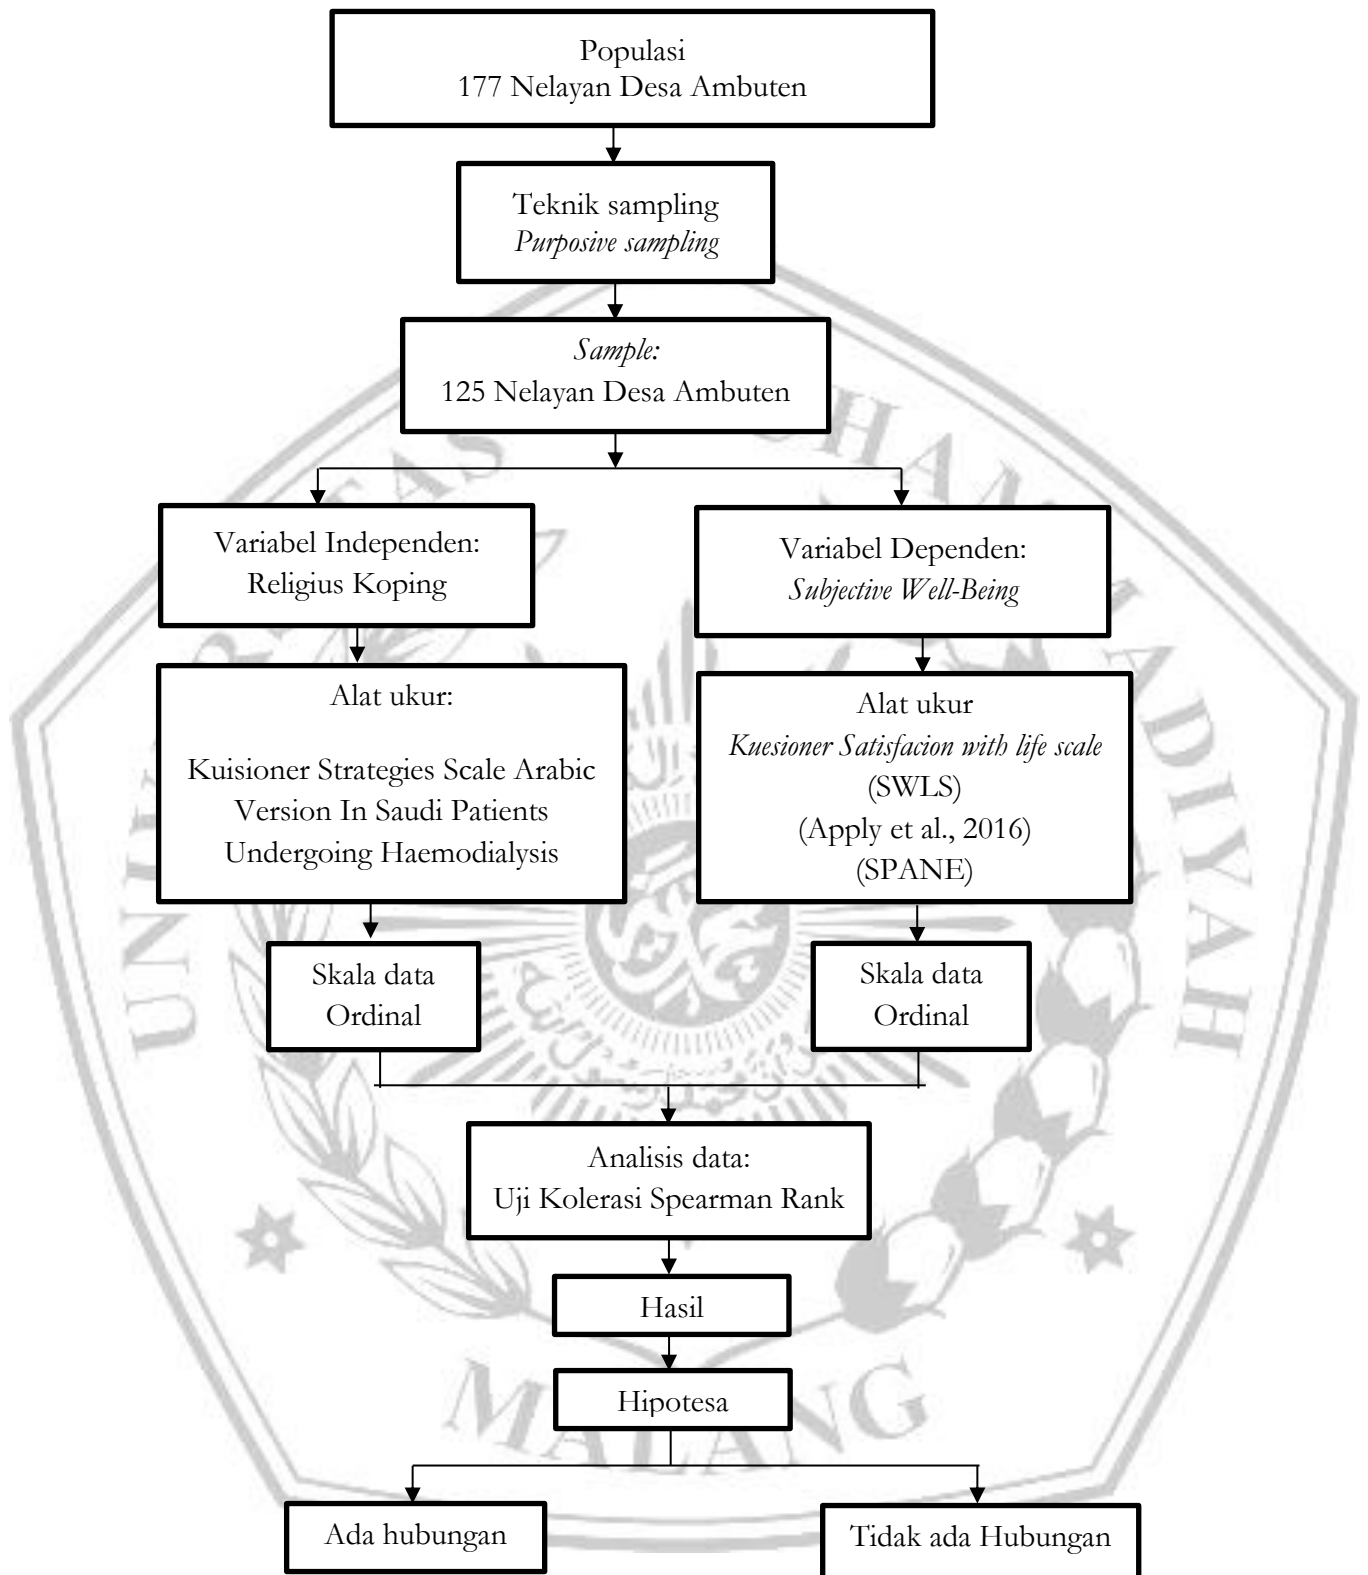 Populasi
177 Nelayan Desa Ambuten
Teknik sampling
Purposive sampling
Sample:
125 Nelayan Desa Ambuten
Variabel Independen:
Religius Koping
Variabel Dependen:
Subjective Well-Being
Alat ukur:
Kuisioner Strategies Scale Arabic
Version In Saudi Patients
Undergoing Haemodialysis
Alat ukur
Kuesioner Satisfacion with life scale
(SWLS)
(Apply et al., 2016)
(SPANE)
Skala data
Ordinal
Skala data
Ordinal
Analisis data:
Uji Kolerasi Spearman Rank
Hasil
Hipotesa
Ada hubungan
Tidak ada Hubungan
MALANG